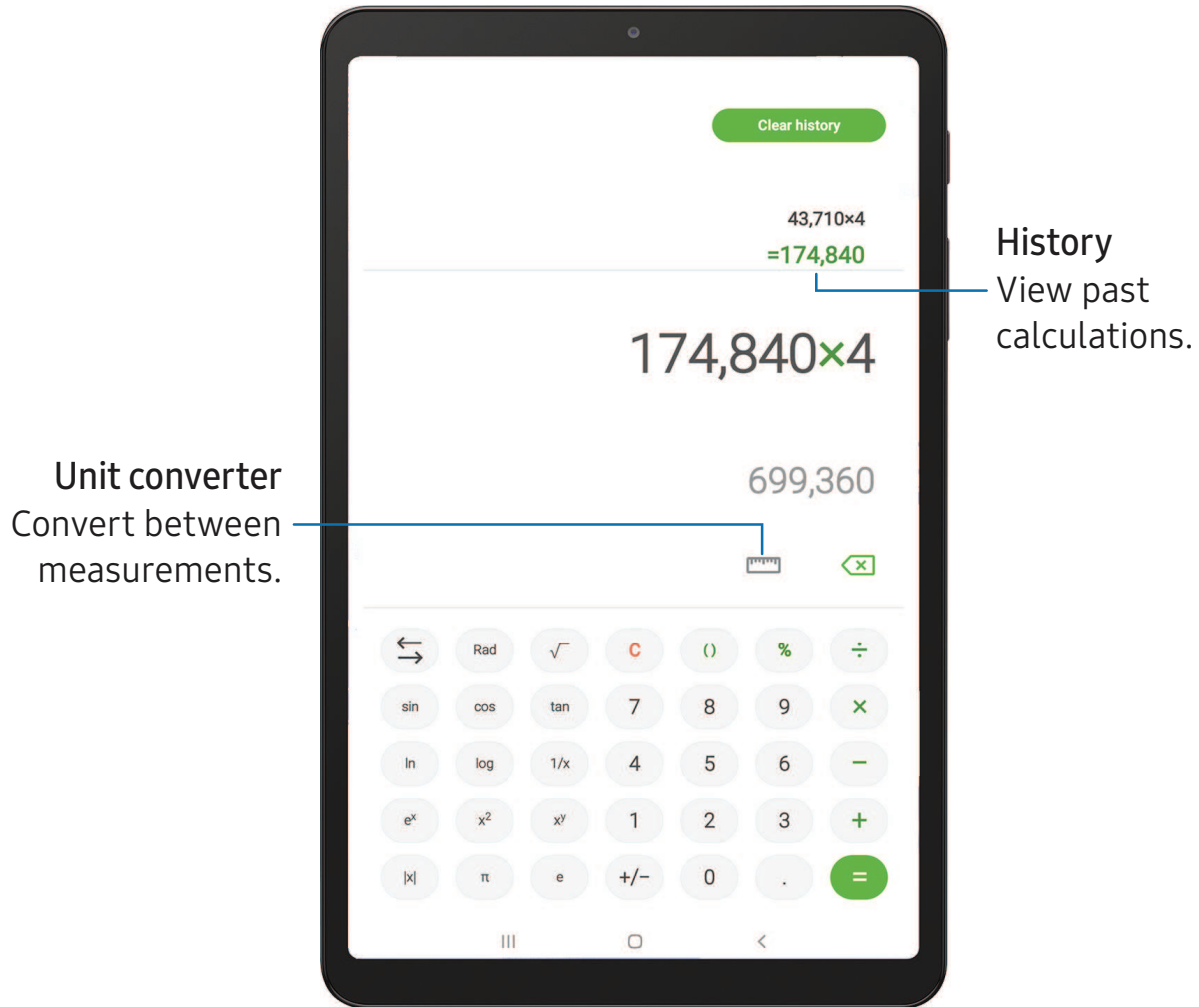 Clear history
43,710×4
=174,840
History
View past
calculations.
174,840×4
Unit converter
Convert between
measurements.
699,360
Rad √ C () % ÷
sin cos tan 7 8 9 ×
ln log 1/x 4 5 6 −
eˣ x² xʸ 1 2 3 +
|x| π e +/− 0 . =